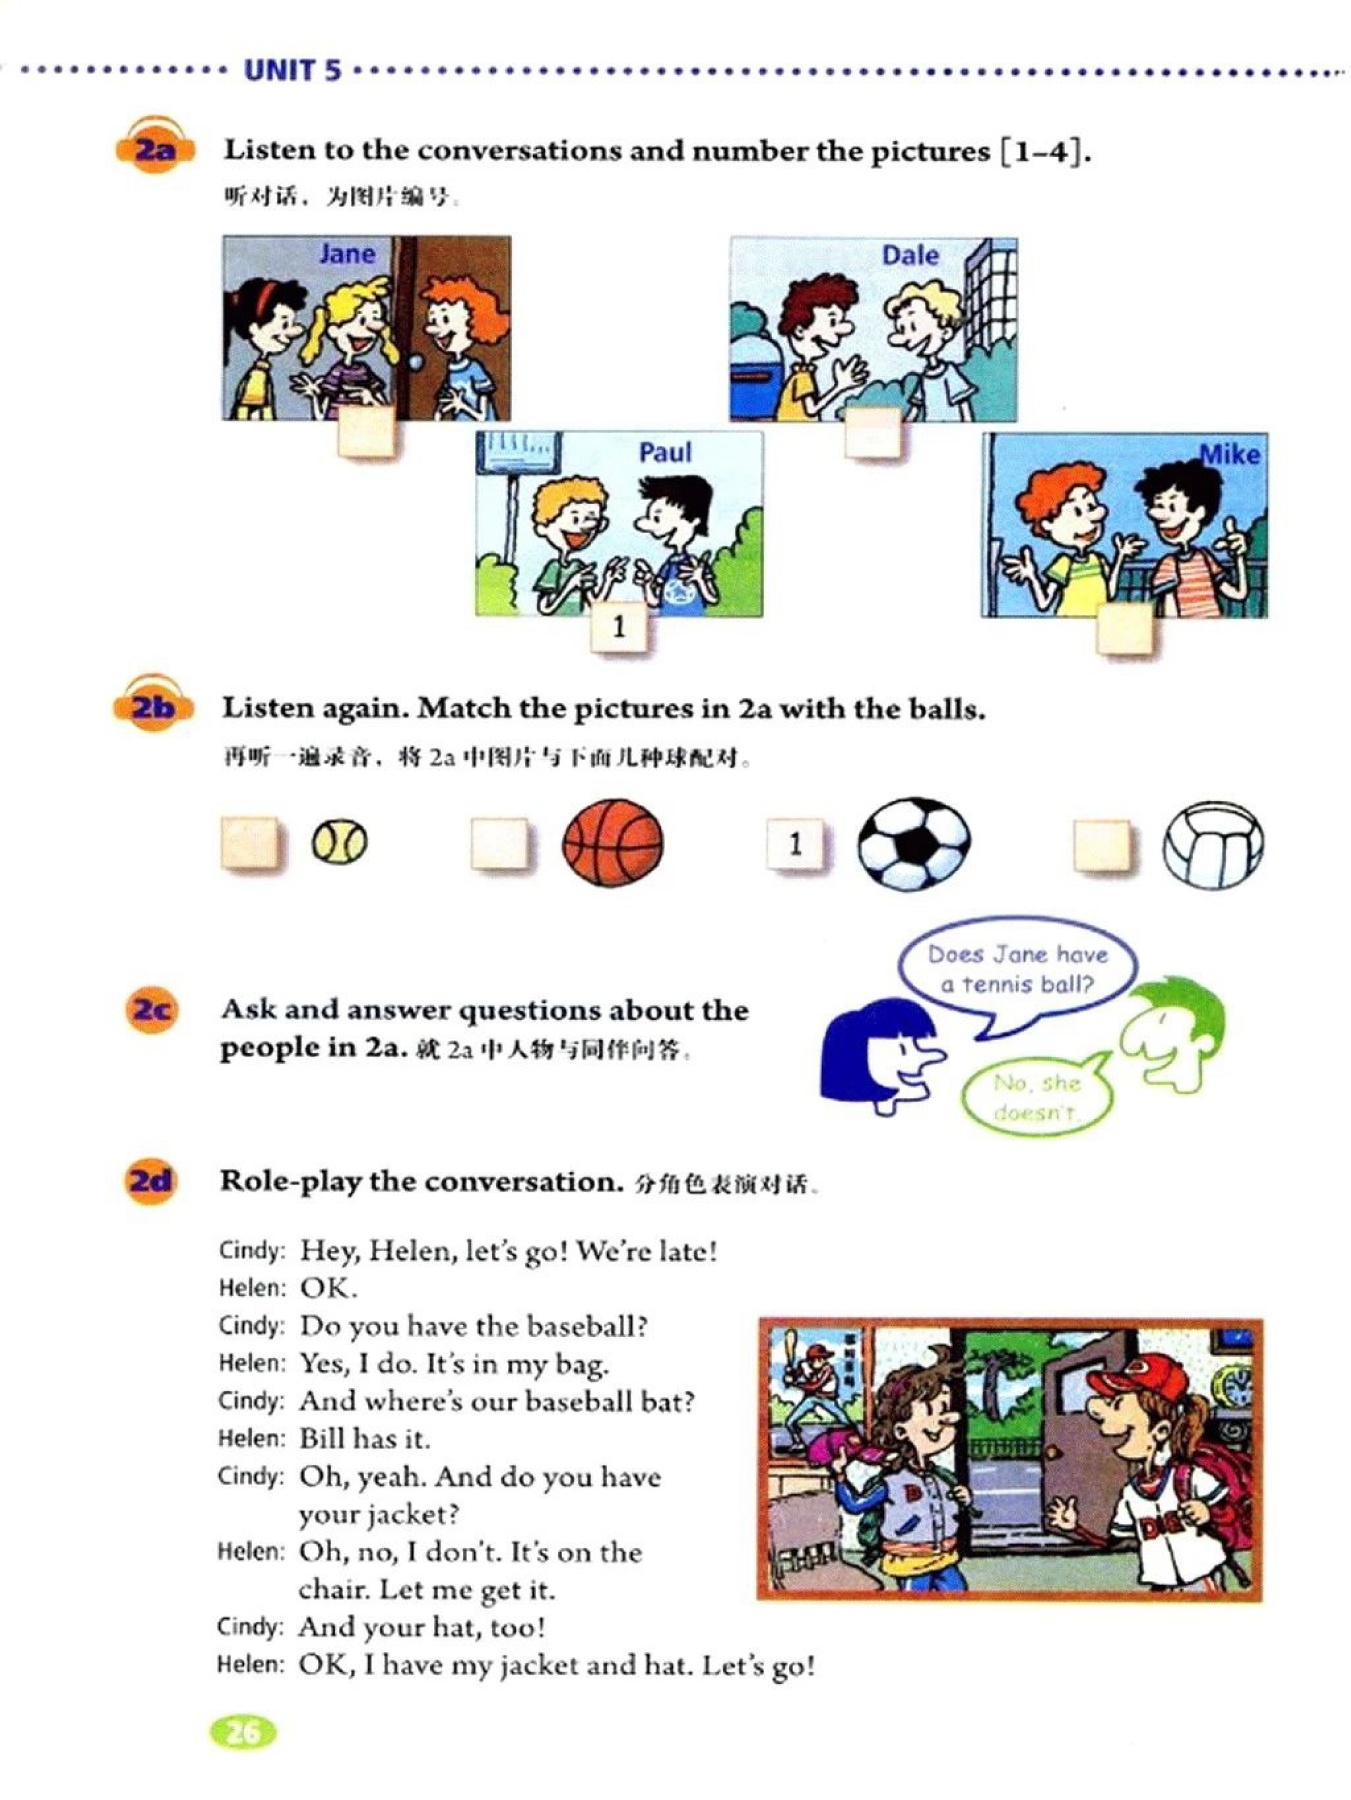 UNIT 5
2a Listen to the conversations and number the pictures [1–4].
听对话，为图片编号。
Jane
Dale
Paul
Mike
1
2b Listen again. Match the pictures in 2a with the balls.
再听一遍录音，将 2a 中图片与下面几种球配对。
1
Does Jane have
a tennis ball?
2c Ask and answer questions about the
people in 2a. 就 2a 中人物与同伴问答。
No, she
doesn't.
2d Role-play the conversation. 分角色表演对话。
Cindy: Hey, Helen, let's go! We're late!
Helen: OK.
Cindy: Do you have the baseball?
Helen: Yes, I do. It's in my bag.
Cindy: And where's our baseball bat?
Helen: Bill has it.
Cindy: Oh, yeah. And do you have
your jacket?
Helen: Oh, no, I don't. It's on the
chair. Let me get it.
Cindy: And your hat, too!
Helen: OK, I have my jacket and hat. Let's go!
26